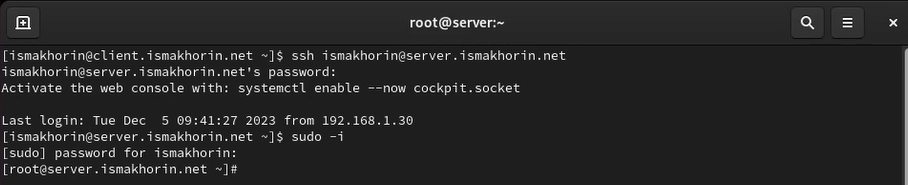 root@server:~
[ismakhorin@client.ismakhorin.net ~]$ ssh ismakhorin@server.ismakhorin.net
ismakhorin@server.ismakhorin.net's password:
Activate the web console with: systemctl enable --now cockpit.socket
Last login: Tue Dec  5 09:41:27 2023 from 192.168.1.30
[ismakhorin@server.ismakhorin.net ~]$ sudo -i
[sudo] password for ismakhorin:
[root@server.ismakhorin.net ~]#